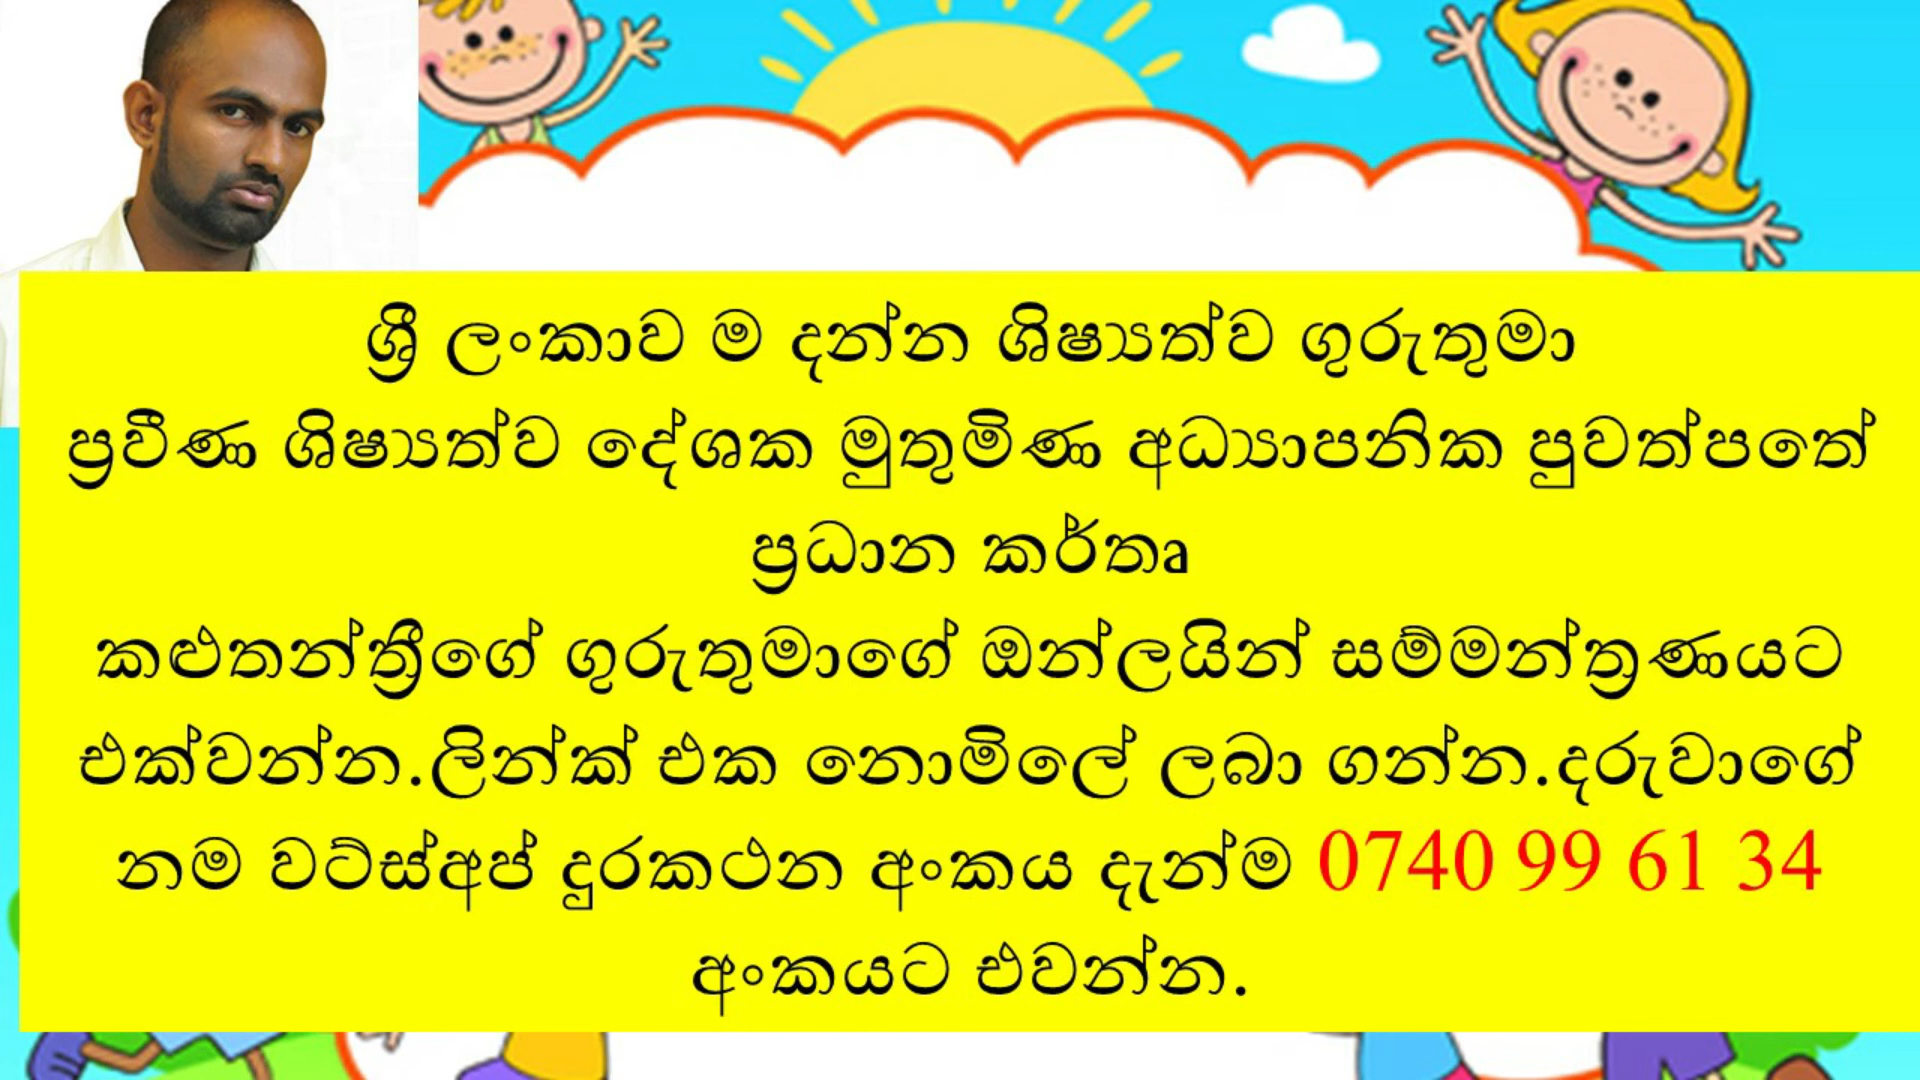 ශ්‍රී ලංකාව ම දන්න ශිෂ්‍යත්ව ගුරුතුමා
ප්‍රවීණ ශිෂ්‍යත්ව දේශක මුතුමිණ අධ්‍යාපනික පුවත්පතේ
ප්‍රධාන කර්තෘ
කළුතන්ත්‍රීගේ ගුරුතුමාගේ ඔන්ලයින් සම්මන්ත්‍රණයට
එක්වන්න.ලින්ක් එක නොමිලේ ලබා ගන්න.දරුවාගේ
නම වට්ස්අප් දුරකථන අංකය දැන්ම 0740 99 61 34
අංකයට එවන්න.